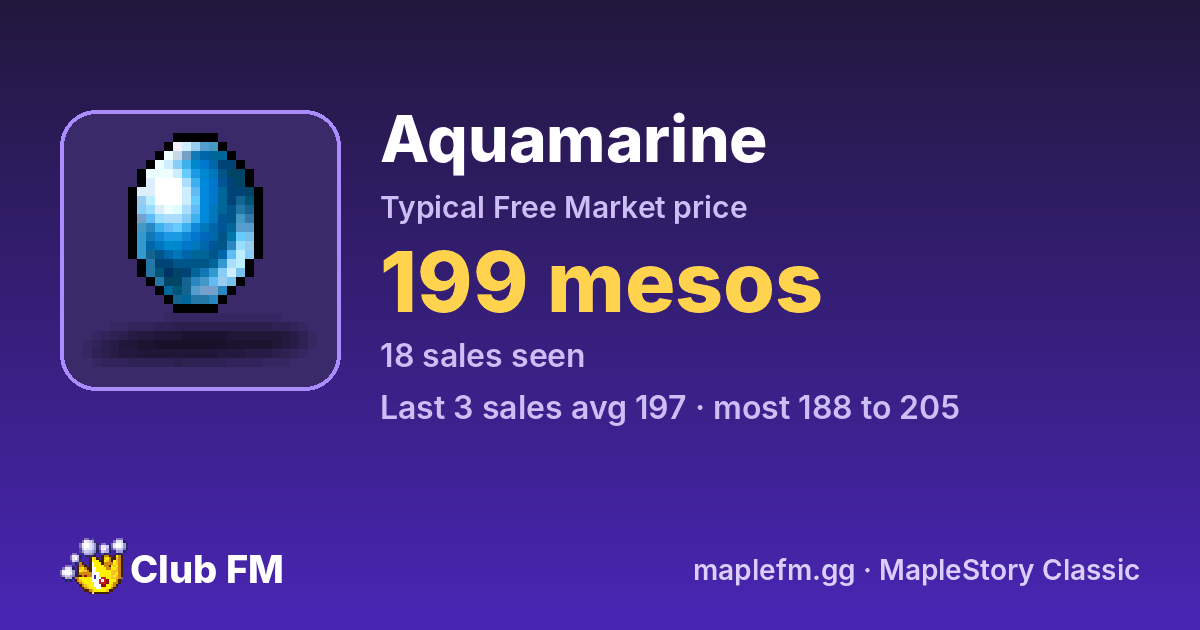 Aquamarine
Typical Free Market price
199 mesos
18 sales seen
Last 3 sales avg 197 · most 188 to 205
Club FM
maplefm.gg · MapleStory Classic